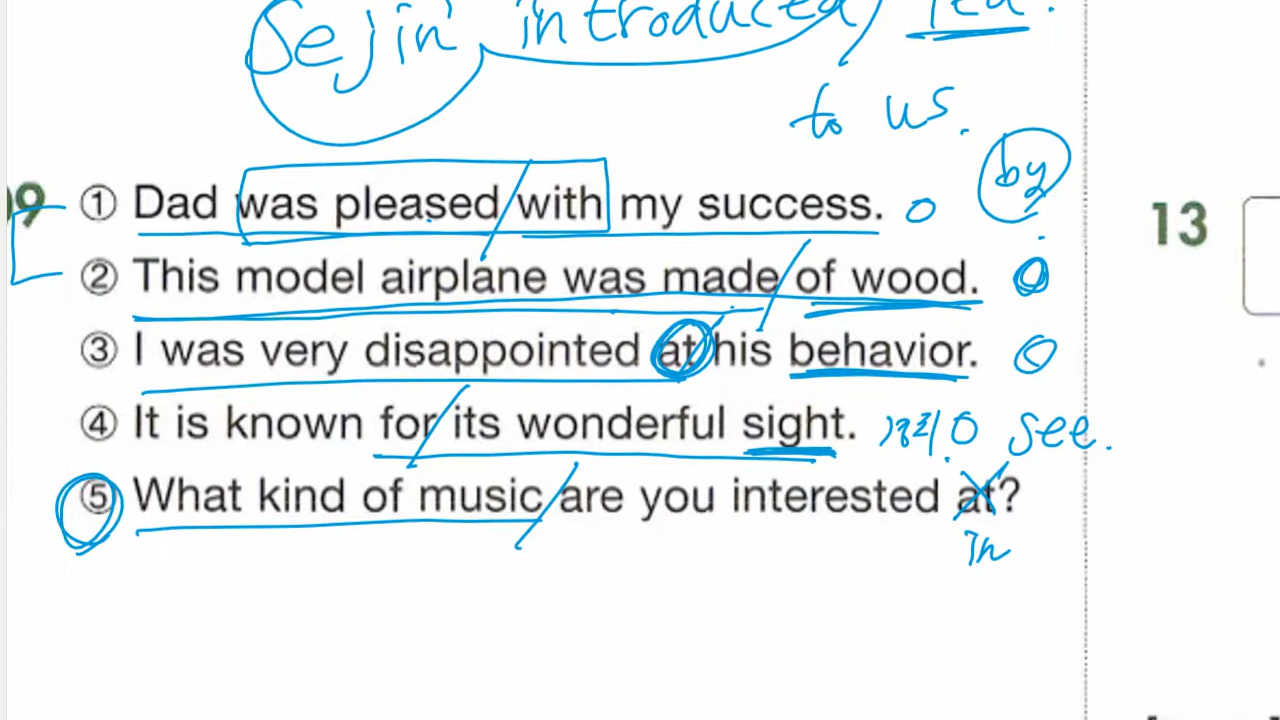 Sejin introduced Ted.
to us.
by
9 ① Dad was pleased with my success. o
② This model airplane was made of wood. o
③ I was very disappointed at his behavior. o
④ It is known for its wonderful sight. 경치 o see.
⑤ What kind of music are you interested at?
in
13